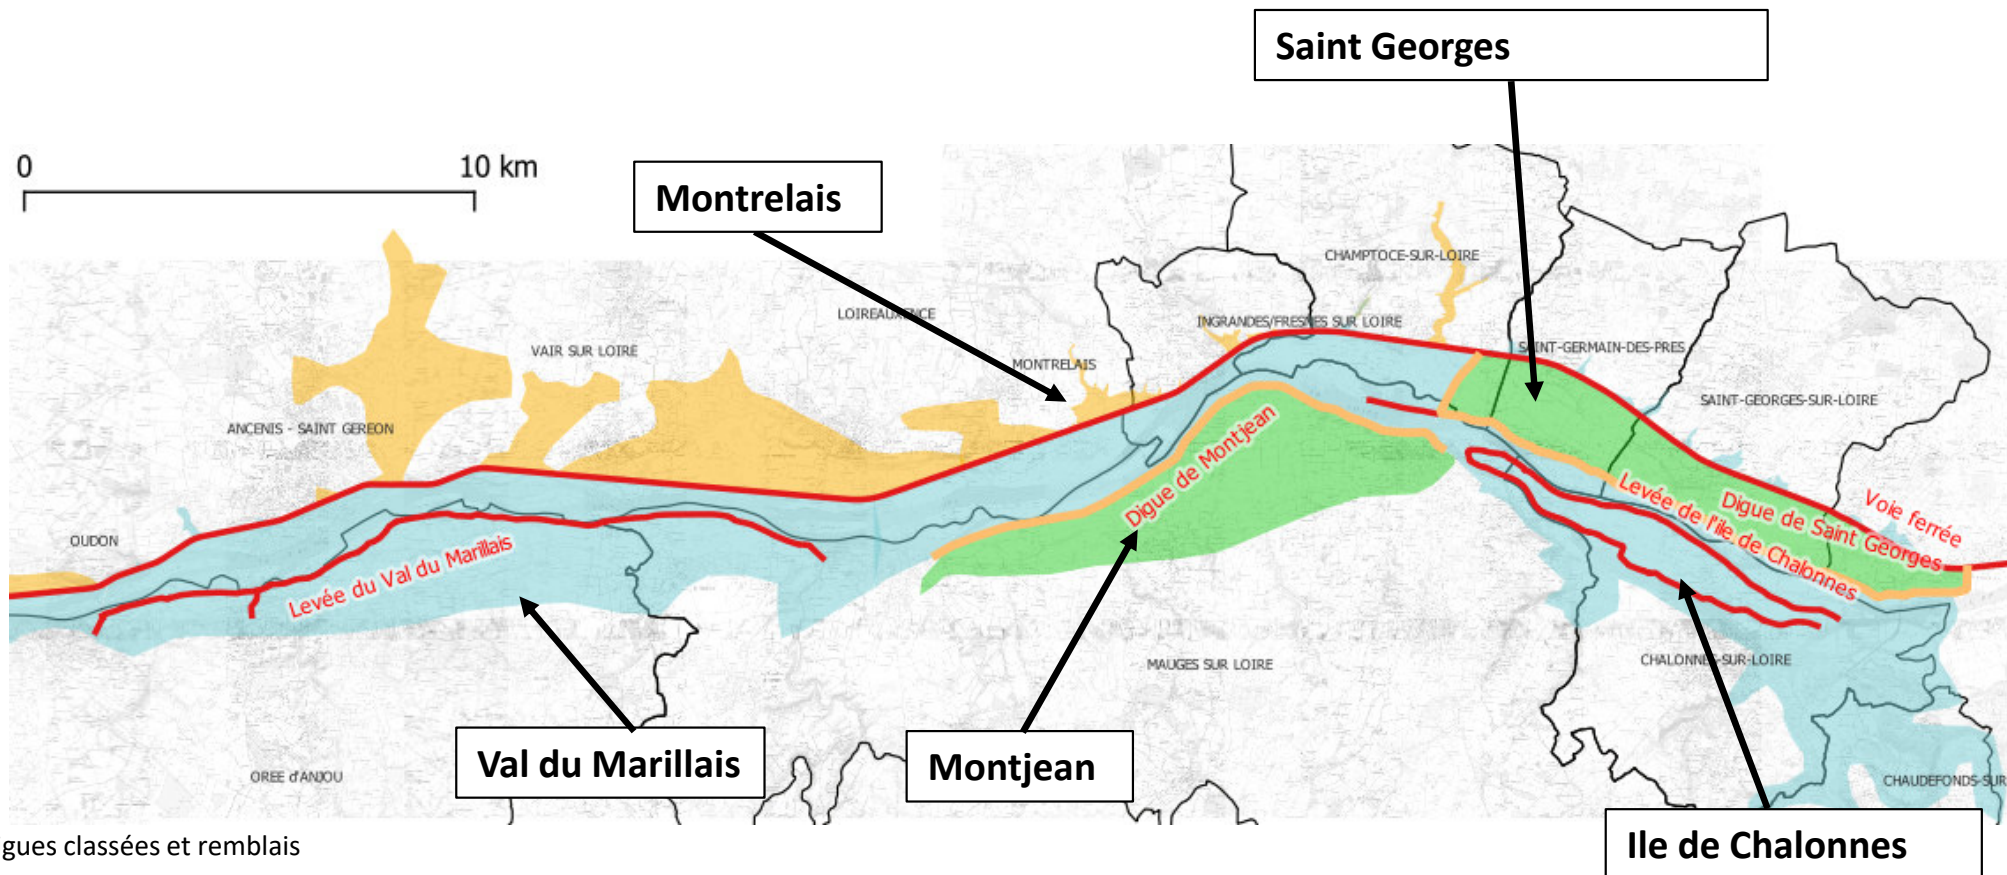 Saint Georges
0 10 km
Montrelais
CHAMPTOCE-SUR-LOIRE
LOIREAUXENCE
INGRANDES/FRESNES SUR LOIRE
VAIR SUR LOIRE
SAINT-GERMAIN-DES-PRES
MONTRELAIS
SAINT-GEORGES-SUR-LOIRE
ANCENIS - SAINT GEREON
Digue de Montjean
Voie ferrée
Digue de Saint Georges
Levée de l'île de Chalonnes
OUDON
Levée du Val du Marillais
MAUGES SUR LOIRE
CHALONNES-SUR-LOIRE
Val du Marillais
Montjean
OREE d'ANJOU
CHAUDEFONDS-SUR
Ile de Chalonnes
gues classées et remblais